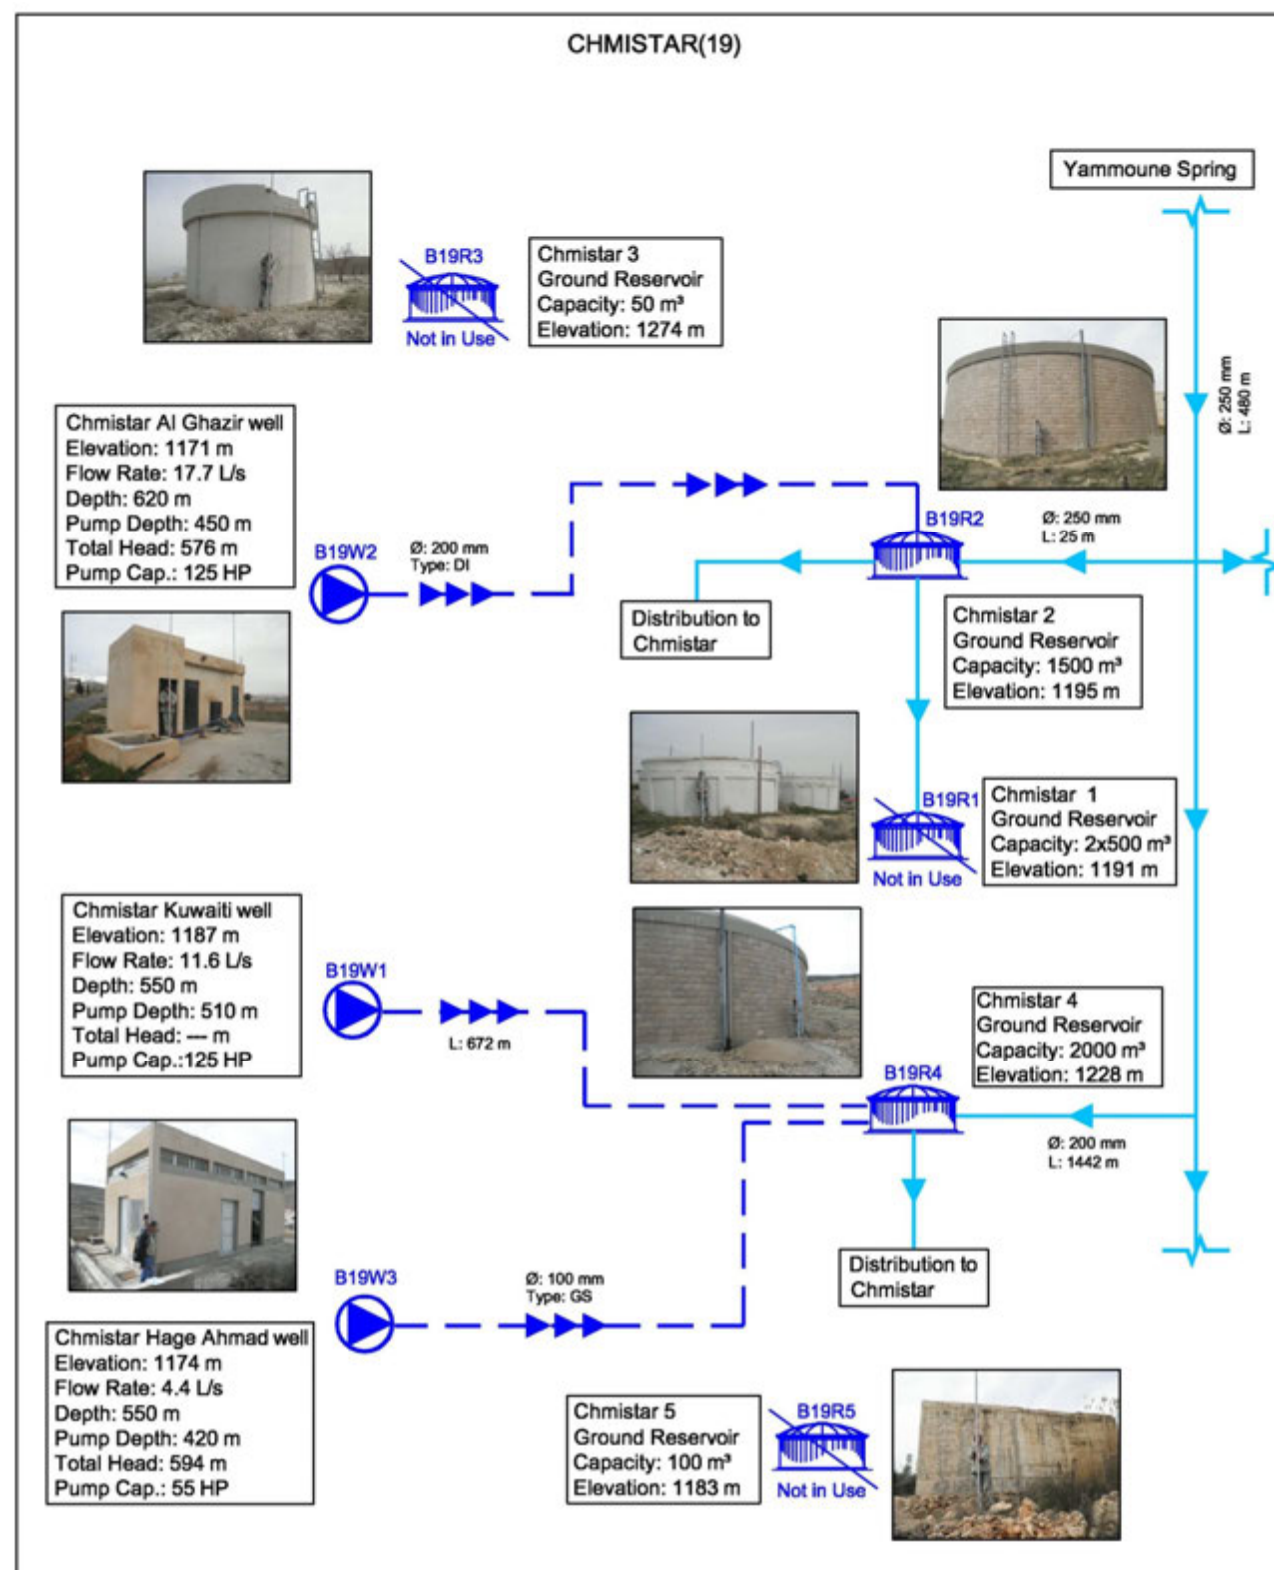 CHMISTAR(19)
Yammoune Spring
B19R3
Not in Use
Chmistar 3
Ground Reservoir
Capacity: 50 m³
Elevation: 1274 m
Ø: 250 mm
L: 480 m
Chmistar Al Ghazir well
Elevation: 1171 m
Flow Rate: 17.7 L/s
Depth: 620 m
Pump Depth: 450 m
Total Head: 576 m
Pump Cap.: 125 HP
B19W2
Ø: 200 mm
Type: DI
B19R2
Ø: 250 mm
L: 25 m
Distribution to
Chmistar
Chmistar 2
Ground Reservoir
Capacity: 1500 m³
Elevation: 1195 m
B19R1
Not in Use
Chmistar 1
Ground Reservoir
Capacity: 2x500 m³
Elevation: 1191 m
Chmistar Kuwaiti well
Elevation: 1187 m
Flow Rate: 11.6 L/s
Depth: 550 m
Pump Depth: 510 m
Total Head: --- m
Pump Cap.:125 HP
B19W1
L: 672 m
Chmistar 4
Ground Reservoir
Capacity: 2000 m³
Elevation: 1228 m
B19R4
Ø: 200 mm
L: 1442 m
Distribution to
Chmistar
B19W3
Ø: 100 mm
Type: GS
Chmistar Hage Ahmad well
Elevation: 1174 m
Flow Rate: 4.4 L/s
Depth: 550 m
Pump Depth: 420 m
Total Head: 594 m
Pump Cap.: 55 HP
Chmistar 5
Ground Reservoir
Capacity: 100 m³
Elevation: 1183 m
B19R5
Not in Use